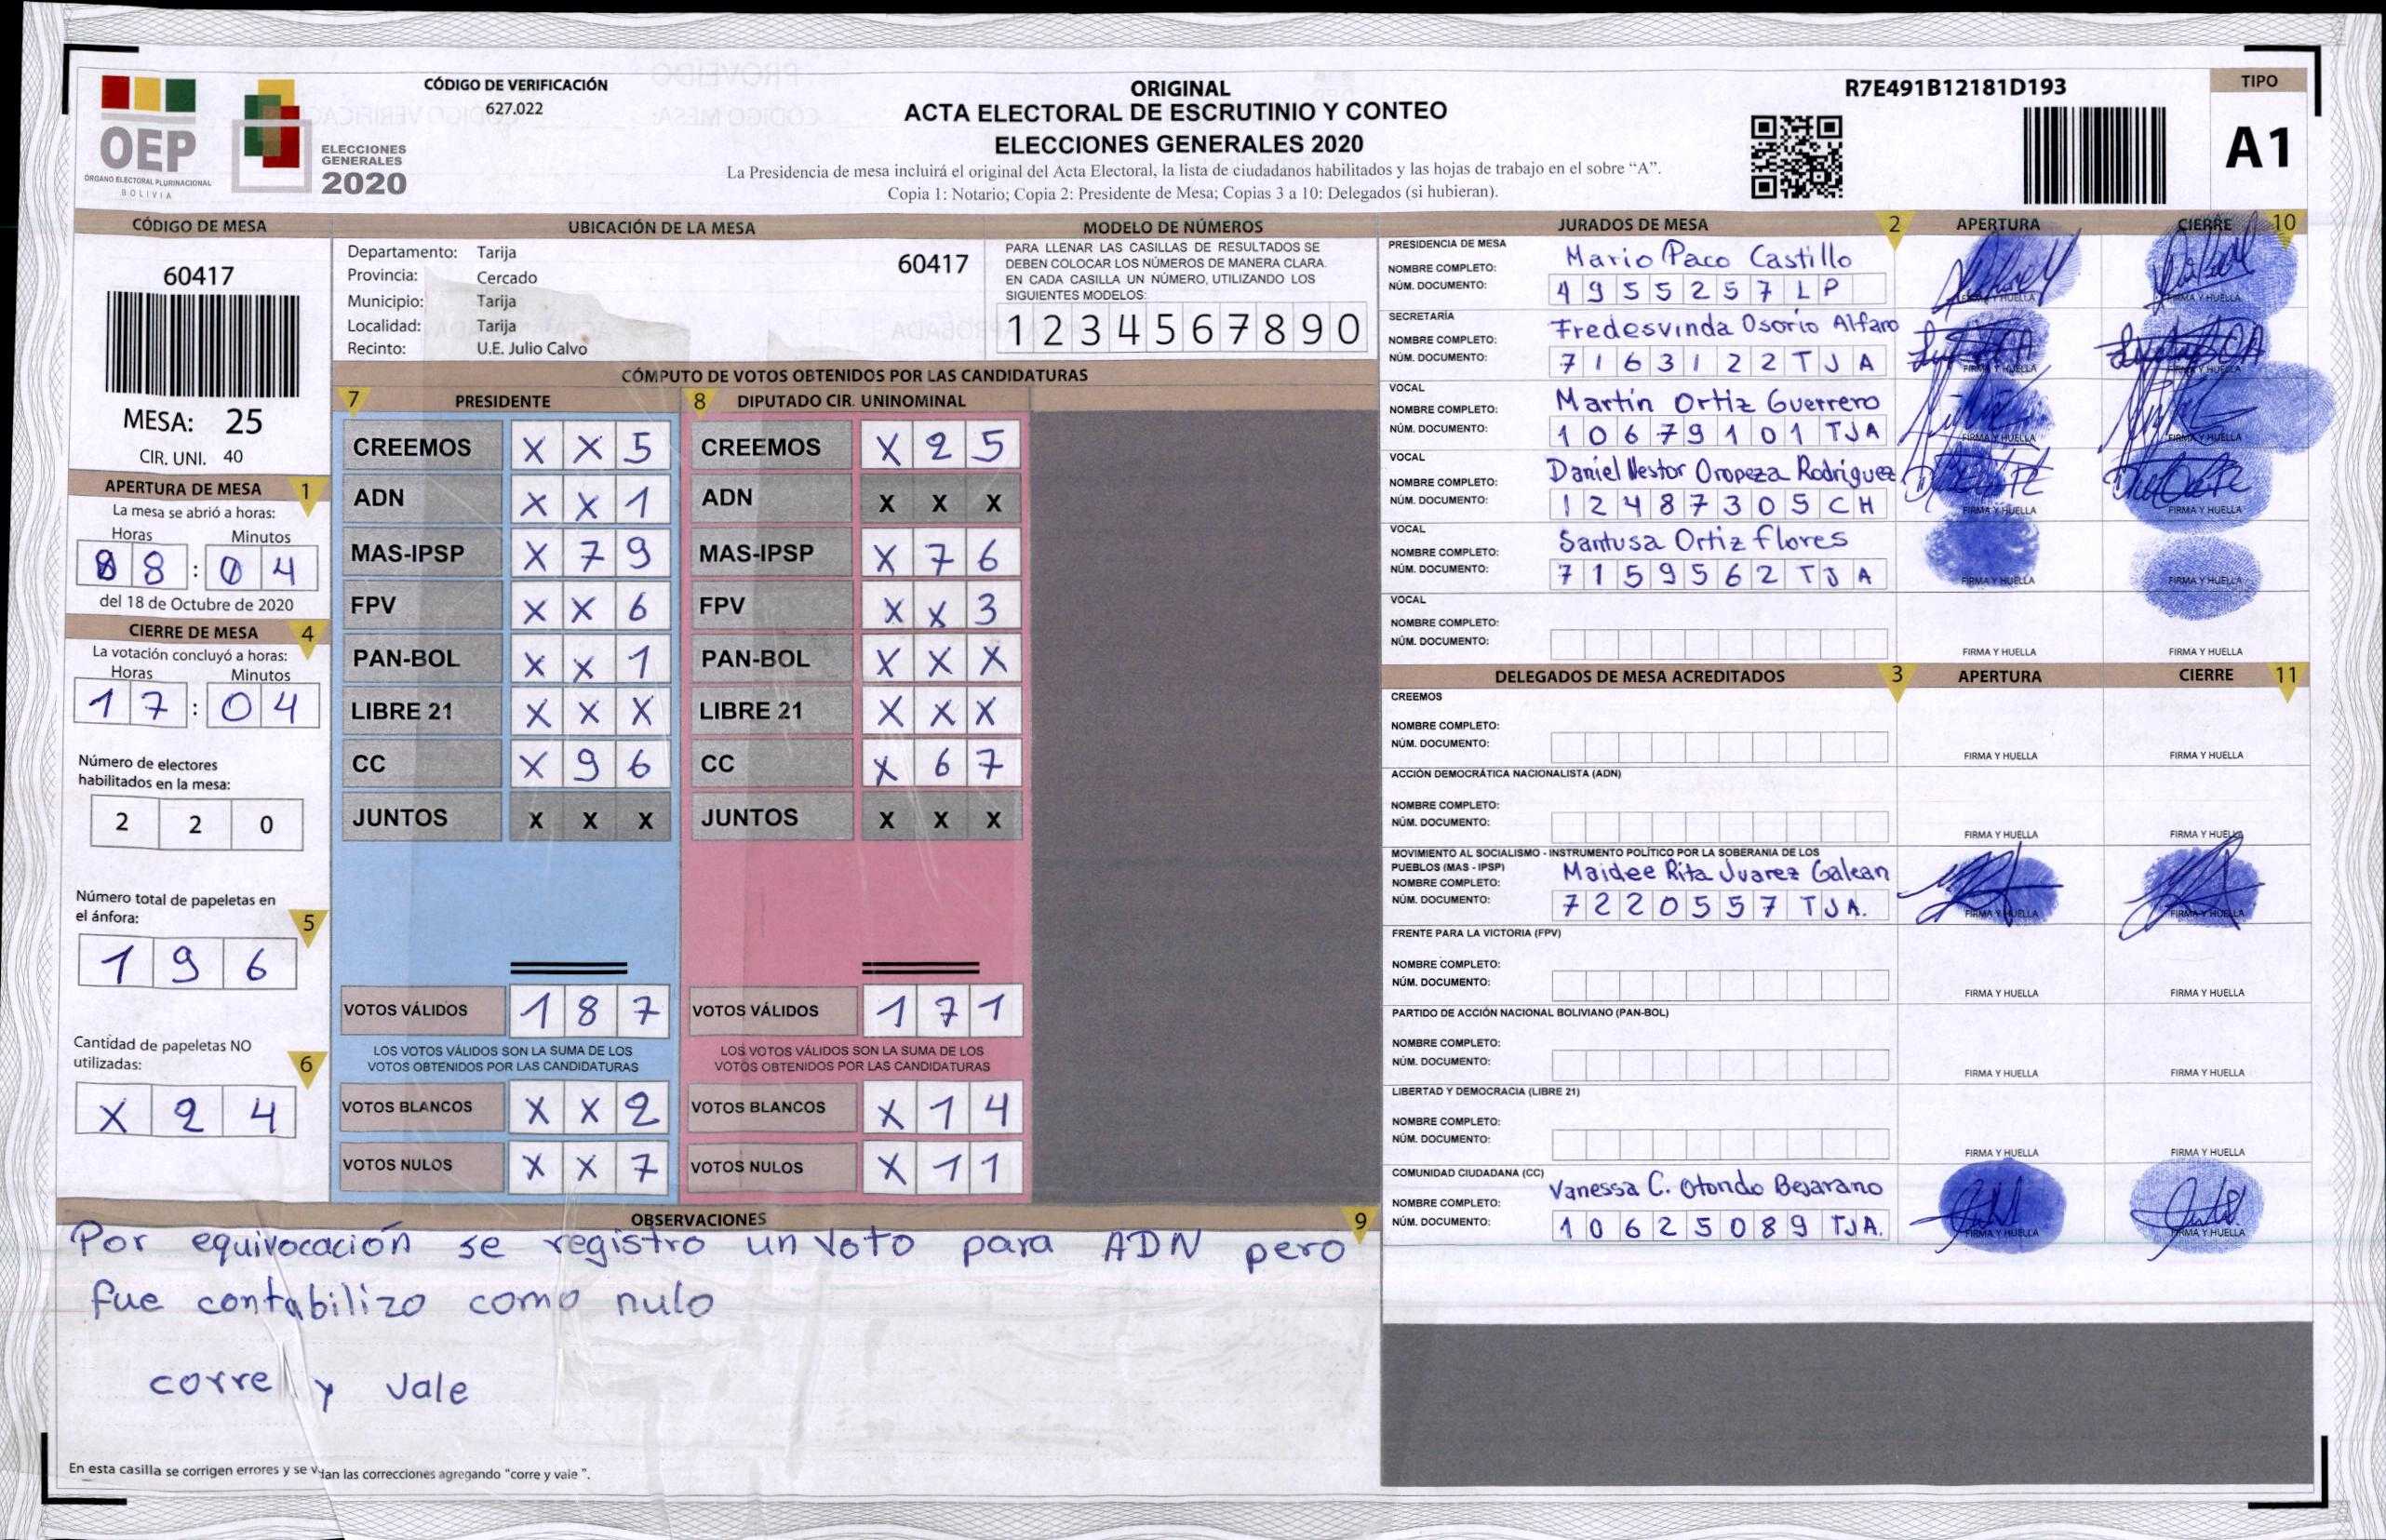 CÓDIGO DE VERIFICACIÓN
627.022
OEP
ÓRGANO ELECTORAL PLURINACIONAL
BOLIVIA
ELECCIONES
GENERALES
2020
ORIGINAL
ACTA ELECTORAL DE ESCRUTINIO Y CONTEO
ELECCIONES GENERALES 2020
La Presidencia de mesa incluirá el original del Acta Electoral, la lista de ciudadanos habilitados y las hojas de trabajo en el sobre “A”.
Copia 1: Notario; Copia 2: Presidente de Mesa; Copias 3 a 10: Delegados (si hubieran).
R7E491B12181D193
TIPO
A1
CÓDIGO DE MESA
60417
MESA: 25
CIR. UNI. 40
APERTURA DE MESA 1
La mesa se abrió a horas:
Horas Minutos
8 8 : 0 4
del 18 de Octubre de 2020
CIERRE DE MESA 4
La votación concluyó a horas:
Horas Minutos
1 7 : 0 4
Número de electores
habilitados en la mesa:
2 2 0
Número total de papeletas en
el ánfora: 5
1 9 6
Cantidad de papeletas NO
utilizadas: 6
X 2 4
UBICACIÓN DE LA MESA
Departamento: Tarija
Provincia: Cercado
Municipio: Tarija
Localidad: Tarija
Recinto: U.E. Julio Calvo
60417
MODELO DE NÚMEROS
PARA LLENAR LAS CASILLAS DE RESULTADOS SE
DEBEN COLOCAR LOS NÚMEROS DE MANERA CLARA.
EN CADA CASILLA UN NÚMERO, UTILIZANDO LOS
SIGUIENTES MODELOS:
1 2 3 4 5 6 7 8 9 0
CÓMPUTO DE VOTOS OBTENIDOS POR LAS CANDIDATURAS
7 PRESIDENTE
CREEMOS X X 5
ADN X X 1
MAS-IPSP X 7 9
FPV X X 6
PAN-BOL X X 1
LIBRE 21 X X X
CC X 9 6
JUNTOS X X X
VOTOS VÁLIDOS 1 8 7
LOS VOTOS VÁLIDOS SON LA SUMA DE LOS
VOTOS OBTENIDOS POR LAS CANDIDATURAS
VOTOS BLANCOS X X 2
VOTOS NULOS X X 7
8 DIPUTADO CIR. UNINOMINAL
CREEMOS X 2 5
ADN X X X
MAS-IPSP X 7 6
FPV X X 3
PAN-BOL X X X
LIBRE 21 X X X
CC X 6 7
JUNTOS X X X
VOTOS VÁLIDOS 1 7 1
LOS VOTOS VÁLIDOS SON LA SUMA DE LOS
VOTOS OBTENIDOS POR LAS CANDIDATURAS
VOTOS BLANCOS X 1 4
VOTOS NULOS X 1 1
OBSERVACIONES 9
Por equivocación se registro un voto para ADN pero
fue contabilizo como nulo
corre y vale
En esta casilla se corrigen errores y se dan las correcciones agregando "corre y vale ".
JURADOS DE MESA 2 APERTURA CIERRE 10
PRESIDENCIA DE MESA
NOMBRE COMPLETO: Mario Paco Castillo
NÚM. DOCUMENTO: 4955257LP
FIRMA Y HUELLA FIRMA Y HUELLA
SECRETARÍA
NOMBRE COMPLETO: Fredesvinda Osorio Alfaro
NÚM. DOCUMENTO: 7163122TJA
FIRMA Y HUELLA FIRMA Y HUELLA
VOCAL
NOMBRE COMPLETO: Martín Ortiz Guerrero
NÚM. DOCUMENTO: 10679101TJA
FIRMA Y HUELLA FIRMA Y HUELLA
VOCAL
NOMBRE COMPLETO: Daniel Nestor Oropeza Rodriguez
NÚM. DOCUMENTO: 12487305CH
FIRMA Y HUELLA FIRMA Y HUELLA
VOCAL
NOMBRE COMPLETO: Santusa Ortiz flores
NÚM. DOCUMENTO: 7159562TJA
FIRMA Y HUELLA FIRMA Y HUELLA
VOCAL
NOMBRE COMPLETO:
NÚM. DOCUMENTO:
FIRMA Y HUELLA FIRMA Y HUELLA
DELEGADOS DE MESA ACREDITADOS 3 APERTURA CIERRE 11
CREEMOS
NOMBRE COMPLETO:
NÚM. DOCUMENTO:
FIRMA Y HUELLA FIRMA Y HUELLA
ACCIÓN DEMOCRÁTICA NACIONALISTA (ADN)
NOMBRE COMPLETO:
NÚM. DOCUMENTO:
FIRMA Y HUELLA FIRMA Y HUELLA
MOVIMIENTO AL SOCIALISMO - INSTRUMENTO POLÍTICO POR LA SOBERANIA DE LOS
PUEBLOS (MAS - IPSP)
NOMBRE COMPLETO: Maidee Rita Juarez Galean
NÚM. DOCUMENTO: 7220557 TJA.
FIRMA Y HUELLA FIRMA Y HUELLA
FRENTE PARA LA VICTORIA (FPV)
NOMBRE COMPLETO:
NÚM. DOCUMENTO:
FIRMA Y HUELLA FIRMA Y HUELLA
PARTIDO DE ACCIÓN NACIONAL BOLIVIANO (PAN-BOL)
NOMBRE COMPLETO:
NÚM. DOCUMENTO:
FIRMA Y HUELLA FIRMA Y HUELLA
LIBERTAD Y DEMOCRACIA (LIBRE 21)
NOMBRE COMPLETO:
NÚM. DOCUMENTO:
FIRMA Y HUELLA FIRMA Y HUELLA
COMUNIDAD CIUDADANA (CC)
NOMBRE COMPLETO: Vanessa C. Otondo Bejarano
NÚM. DOCUMENTO: 10625089 TJA.
FIRMA Y HUELLA FIRMA Y HUELLA